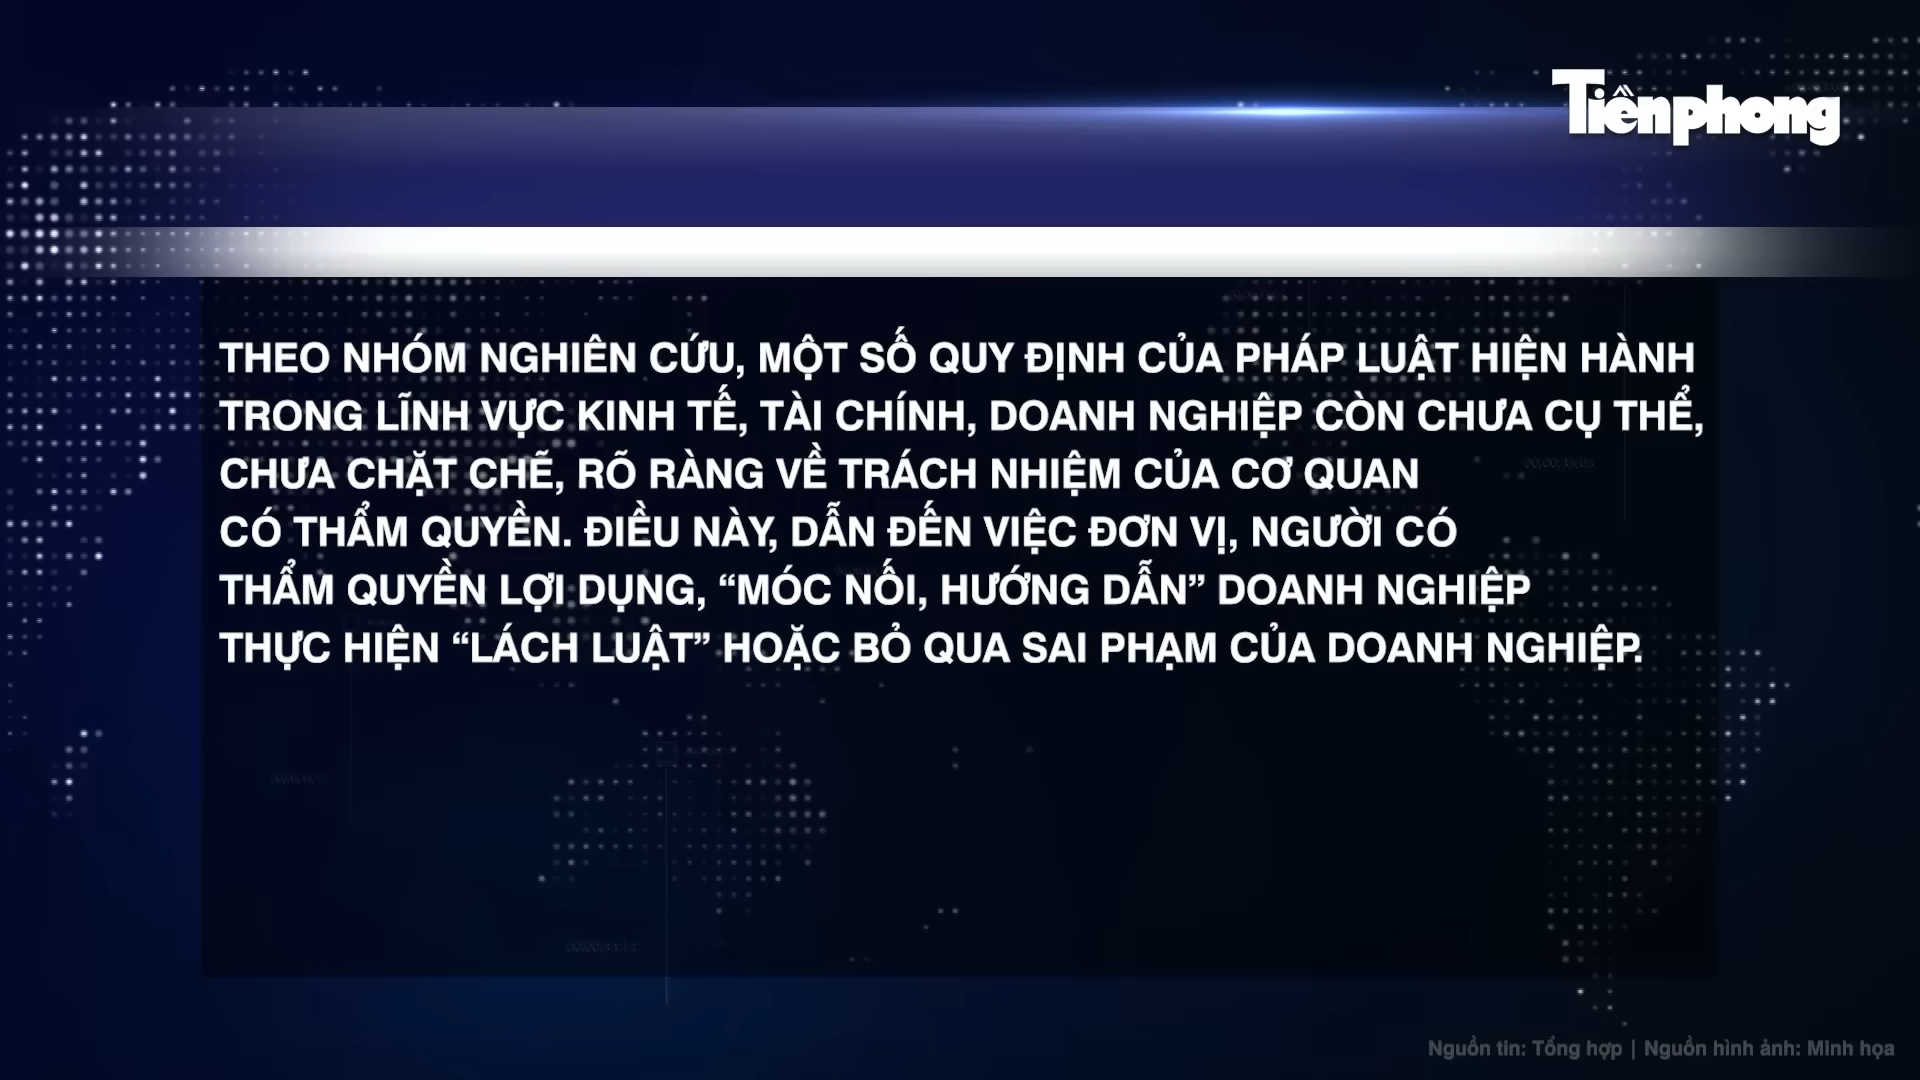 Tiềnphong
THEO NHÓM NGHIÊN CỨU, MỘT SỐ QUY ĐỊNH CỦA PHÁP LUẬT HIỆN HÀNH
TRONG LĨNH VỰC KINH TẾ, TÀI CHÍNH, DOANH NGHIỆP CÒN CHƯA CỤ THỂ,
CHƯA CHẶT CHẼ, RÕ RÀNG VỀ TRÁCH NHIỆM CỦA CƠ QUAN
CÓ THẨM QUYỀN. ĐIỀU NÀY, DẪN ĐẾN VIỆC ĐƠN VỊ, NGƯỜI CÓ
THẨM QUYỀN LỢI DỤNG, “MÓC NỐI, HƯỚNG DẪN” DOANH NGHIỆP
THỰC HIỆN “LÁCH LUẬT” HOẶC BỎ QUA SAI PHẠM CỦA DOANH NGHIỆP.
Nguồn tin: Tổng hợp | Nguồn hình ảnh: Minh họa